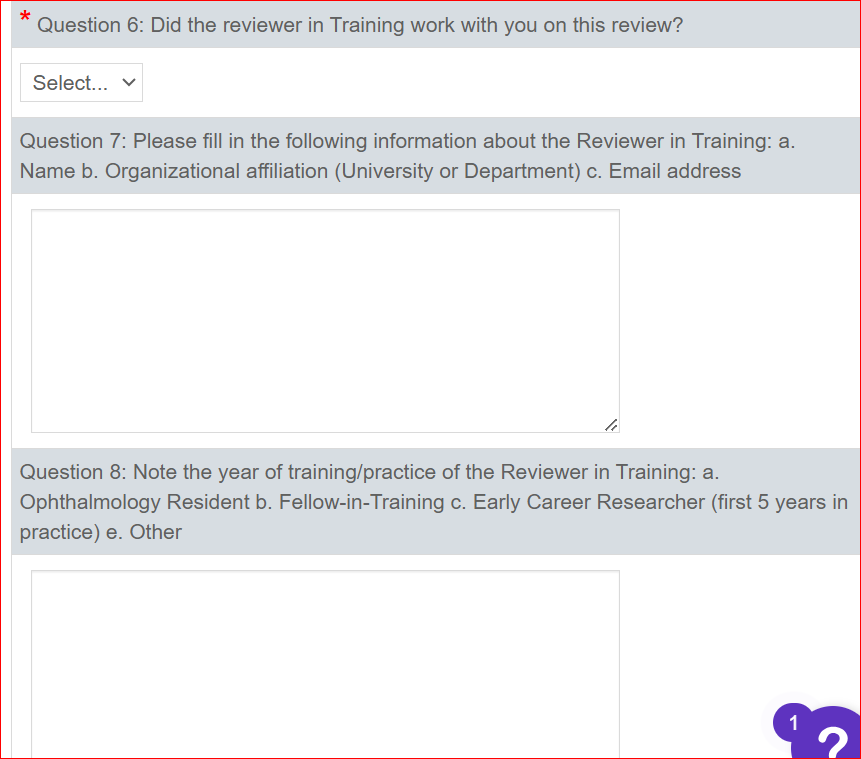 * Question 6: Did the reviewer in Training work with you on this review?
Select...
Question 7: Please fill in the following information about the Reviewer in Training: a.
Name b. Organizational affiliation (University or Department) c. Email address
Question 8: Note the year of training/practice of the Reviewer in Training: a.
Ophthalmology Resident b. Fellow-in-Training c. Early Career Researcher (first 5 years in
practice) e. Other
1
?